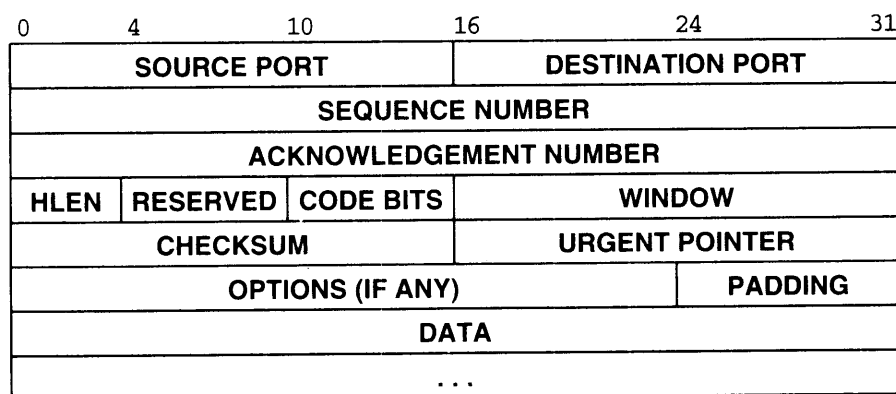 0 4 10 16 24 31
SOURCE PORT DESTINATION PORT
SEQUENCE NUMBER
ACKNOWLEDGEMENT NUMBER
HLEN RESERVED CODE BITS WINDOW
CHECKSUM URGENT POINTER
OPTIONS (IF ANY) PADDING
DATA
...